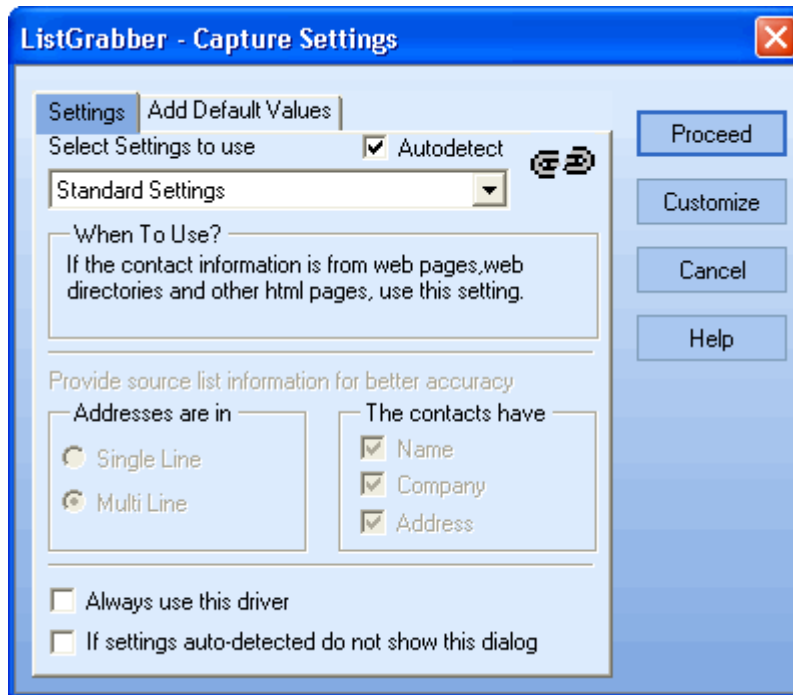 ListGrabber - Capture Settings
Settings
Add Default Values
Select Settings to use
Autodetect
Standard Settings
When To Use?
If the contact information is from web pages,web
directories and other html pages, use this setting.
Provide source list information for better accuracy
Addresses are in
Single Line
Multi Line
The contacts have
Name
Company
Address
Always use this driver
If settings auto-detected do not show this dialog
Proceed
Customize
Cancel
Help